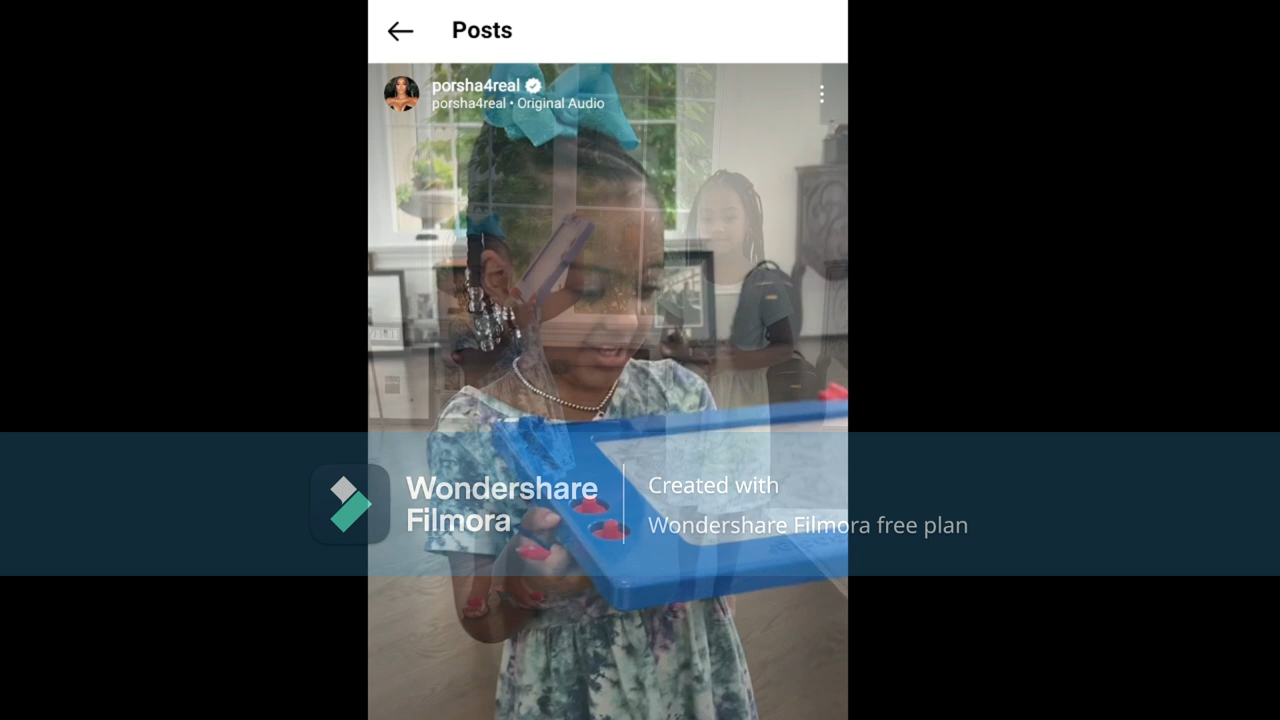 Posts
porsha4real
porsha4real • Original Audio
Wondershare
Filmora
Created with
Wondershare Filmora free plan